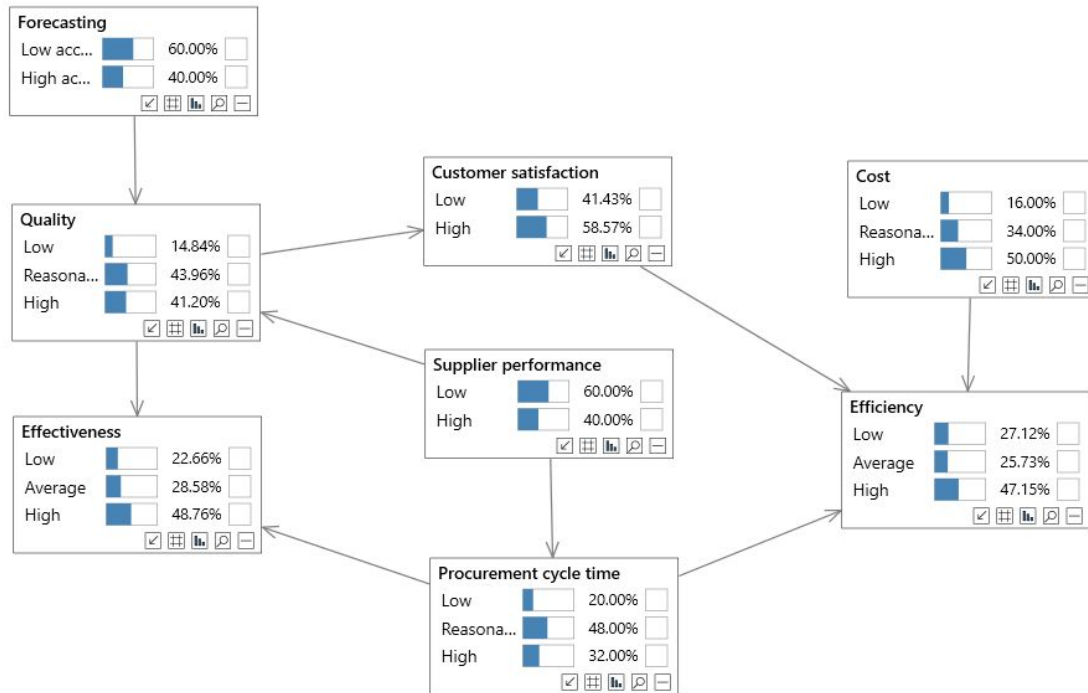 Forecasting
Low acc... 60.00%
High ac... 40.00%
Quality
Low 14.84%
Reasona... 43.96%
High 41.20%
Customer satisfaction
Low 41.43%
High 58.57%
Cost
Low 16.00%
Reasona... 34.00%
High 50.00%
Supplier performance
Low 60.00%
High 40.00%
Effectiveness
Low 22.66%
Average 28.58%
High 48.76%
Efficiency
Low 27.12%
Average 25.73%
High 47.15%
Procurement cycle time
Low 20.00%
Reasona... 48.00%
High 32.00%